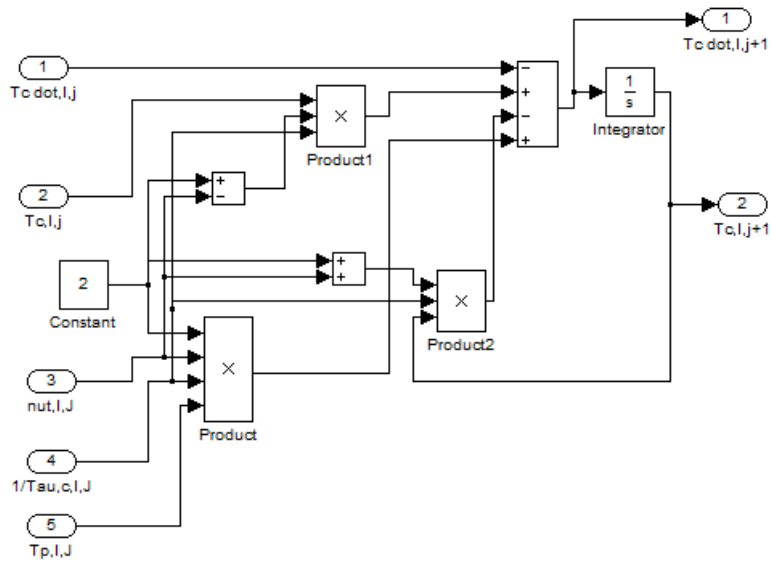 1
Tc dot,I,j+1
1
Tc dot,I,j
−
+
−
+
1
s
Integrator
×
Product1
2
Tc,I,j
+
−
2
Tc,I,j+1
2
Constant
+
+
×
Product2
×
Product
3
nut,I,J
4
1/Tau,c,I,J
5
Tp,I,J